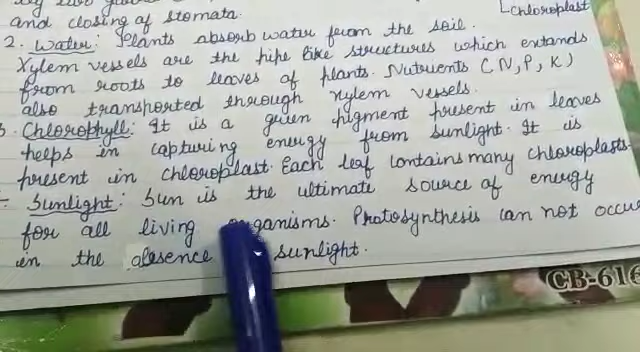 and closing of stomata.
Chloroplast
2. Water: Plants absorb water from the soil.
Xylem vessels are the pipe like structures which extands
from roots to leaves of plants. Nutrients (N, P, K)
also transported through xylem vessels.
3. Chlorophyll: It is a green pigment present in leaves
helps in capturing energy from sunlight. It is
present in chloroplast. Each leaf contains many chloroplasts.
Sunlight: Sun is the ultimate source of energy
for all living organisms. Photosynthesis can not occu
in the absence sunlight.
CB-616